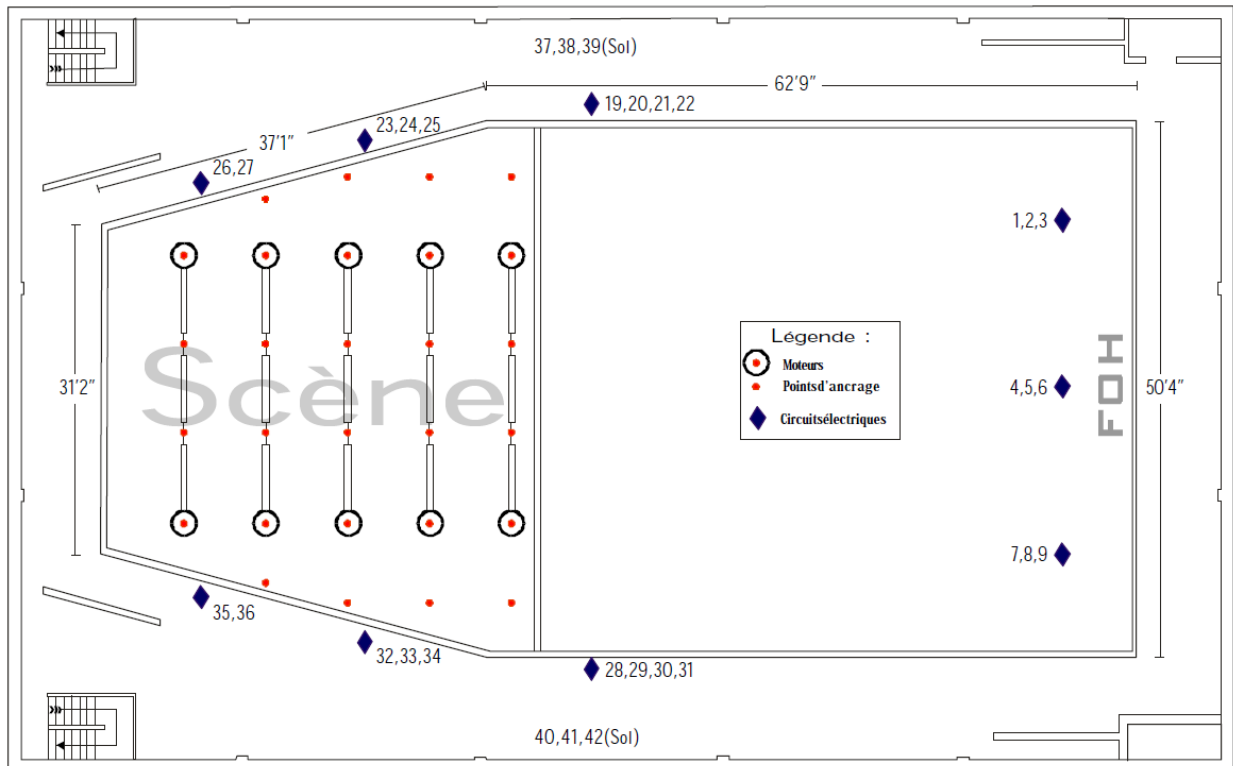 37,38,39(Sol)
62'9"
19,20,21,22
23,24,25
37'1"
26,27
1,2,3
Légende :
Moteurs
Pointsd'ancrage
Circuitsélectriques
Scène
31'2"
4,5,6
FOH
50'4"
7,8,9
35,36
32,33,34
28,29,30,31
40,41,42(Sol)